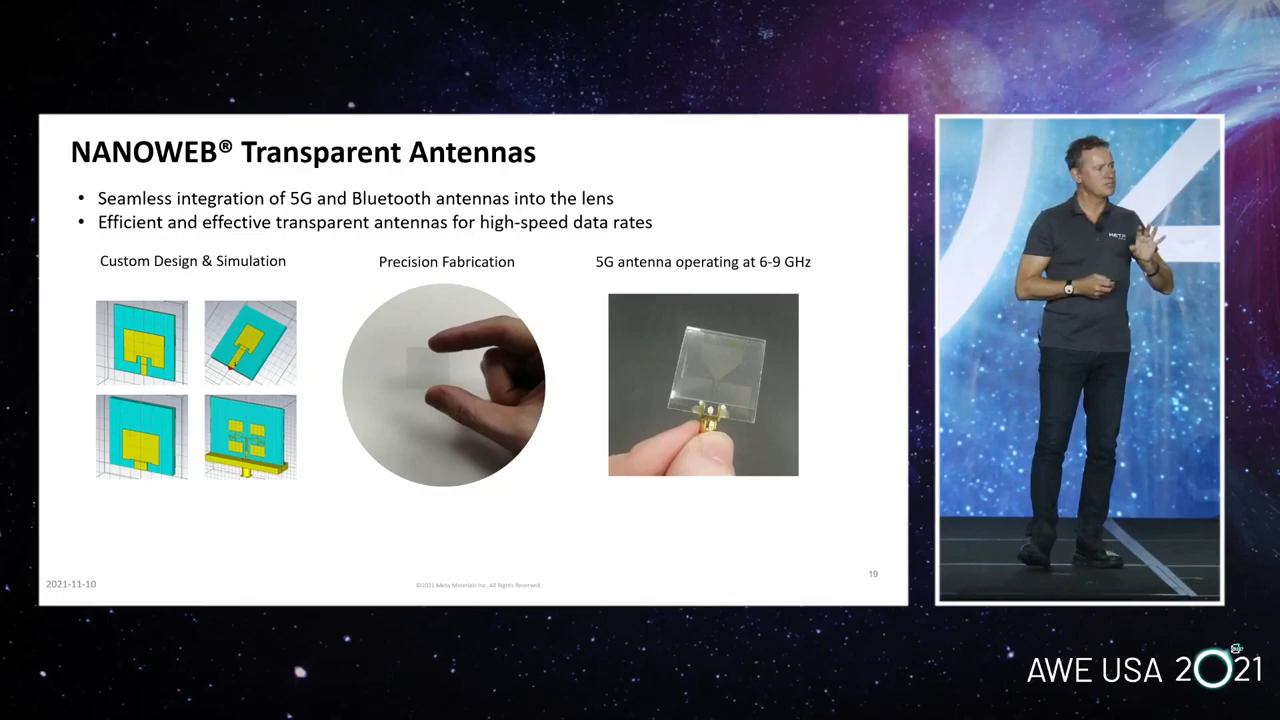 NANOWEB® Transparent Antennas
• Seamless integration of 5G and Bluetooth antennas into the lens
• Efficient and effective transparent antennas for high-speed data rates
Custom Design & Simulation
Precision Fabrication
5G antenna operating at 6-9 GHz
2021-11-10
©2021 Meta Materials Inc. All Rights Reserved.
19
META
AWE USA 2021